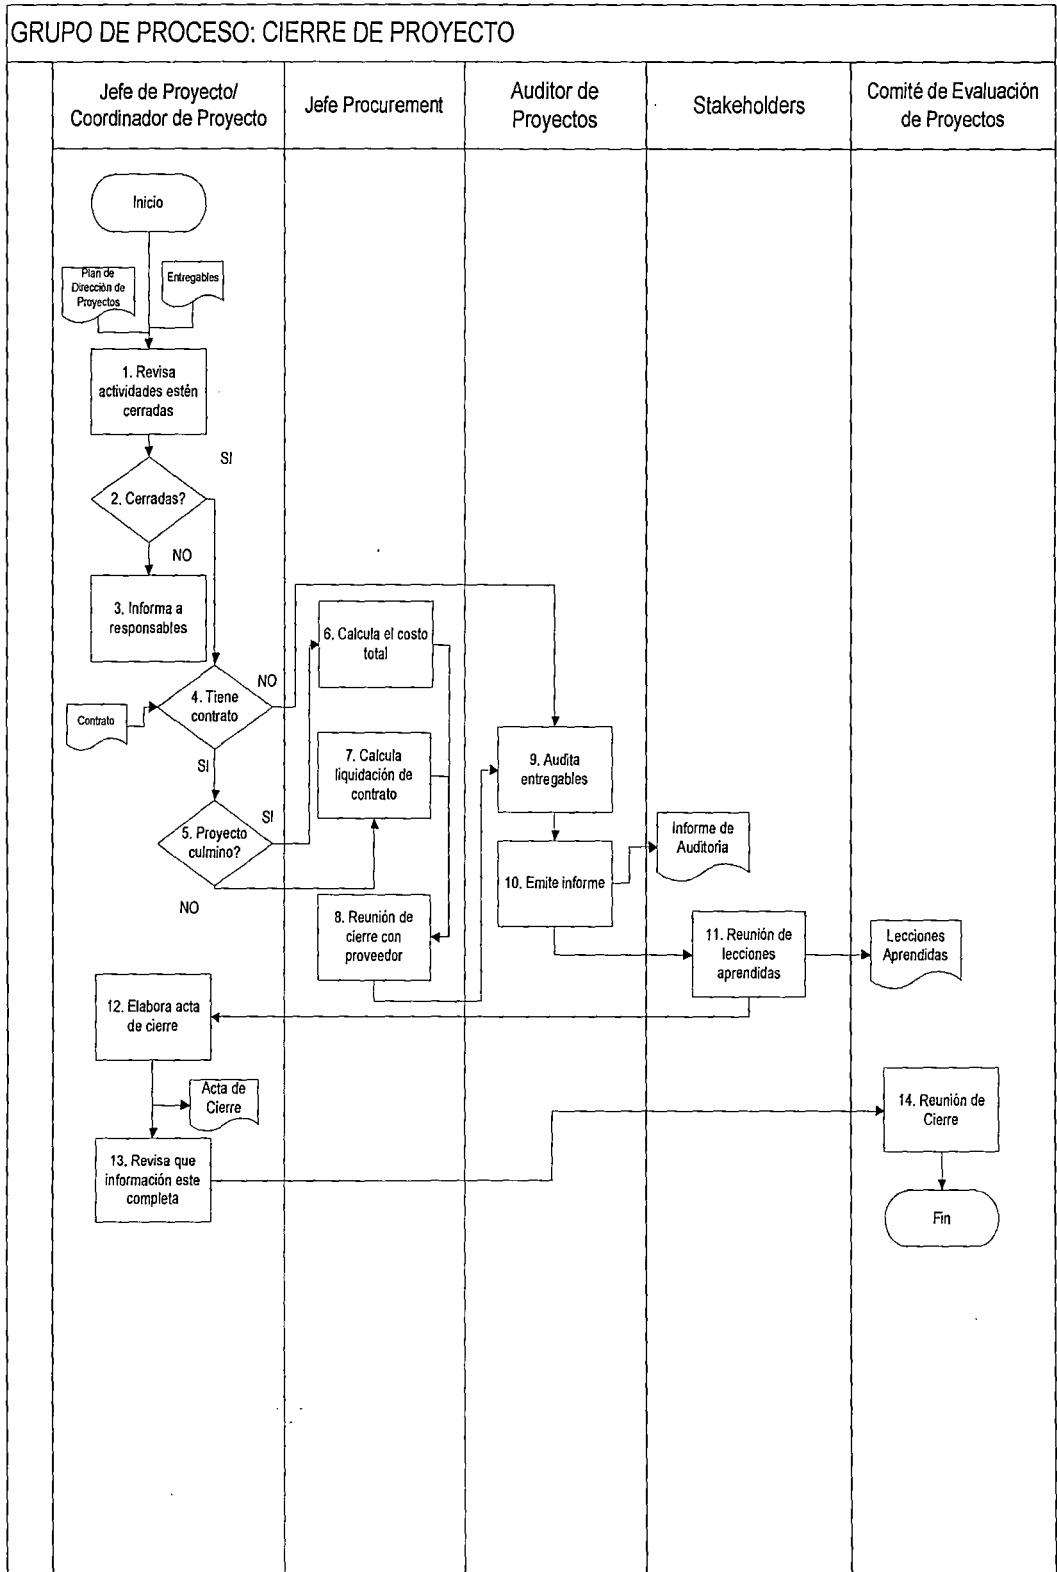 GRUPO DE PROCESO: CIERRE DE PROYECTO
Jefe de Proyecto/
Coordinador de Proyecto
Jefe Procurement
Auditor de
Proyectos
Stakeholders
Comité de Evaluación
de Proyectos
Inicio
Plan de
Dirección de
Proyectos
Entregables
1. Revisa
actividades estén
cerradas
SI
2. Cerradas?
NO
3. Informa a
responsables
6. Calcula el costo
total
4. Tiene
contrato
NO
Contrato
SI
7. Calcula
liquidación de
contrato
9. Audita
entregables
5. Proyecto
culmino?
SI
NO
Informe de
Auditoria
10. Emite informe
8. Reunión de
cierre con
proveedor
11. Reunión de
lecciones
aprendidas
Lecciones
Aprendidas
12. Elabora acta
de cierre
Acta de
Cierre
14. Reunión de
Cierre
13. Revisa que
información este
completa
Fin